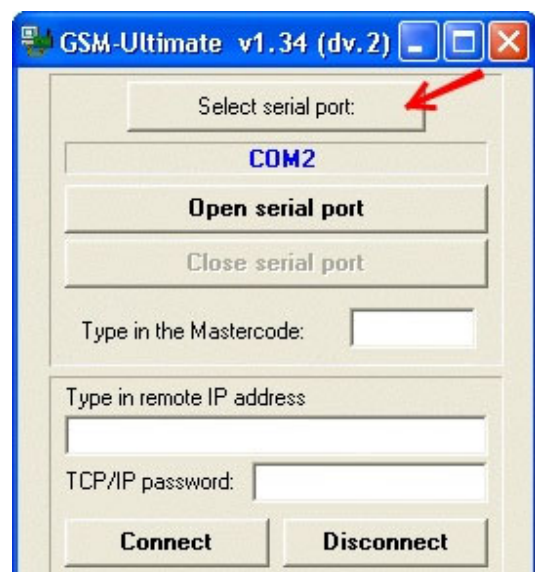 GSM-Ultimate v1.34 (dv.2)
Select serial port:
COM2
Open serial port
Close serial port
Type in the Mastercode:
Type in remote IP address
TCP/IP password:
Connect Disconnect